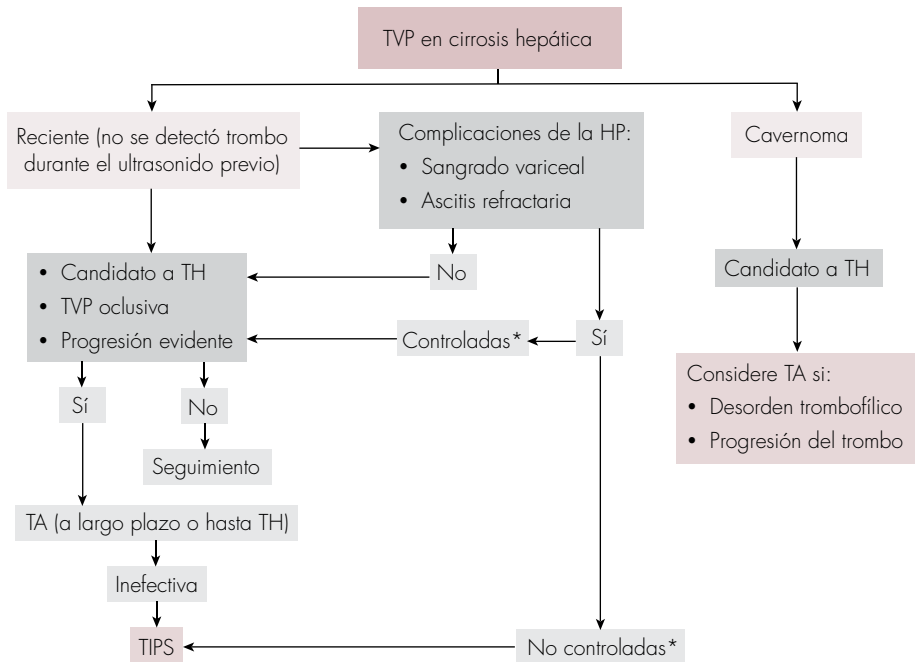 TVP en cirrosis hepática
Reciente (no se detectó trombo
durante el ultrasonido previo)
Complicaciones de la HP:
• Sangrado variceal
• Ascitis refractaria
Cavernoma
No
Candidato a TH
• Candidato a TH
• TVP oclusiva
• Progresión evidente
Controladas*
Sí
Considere TA si:
• Desorden trombofílico
• Progresión del trombo
Sí
No
Seguimiento
TA (a largo plazo o hasta TH)
Inefectiva
TIPS
No controladas*